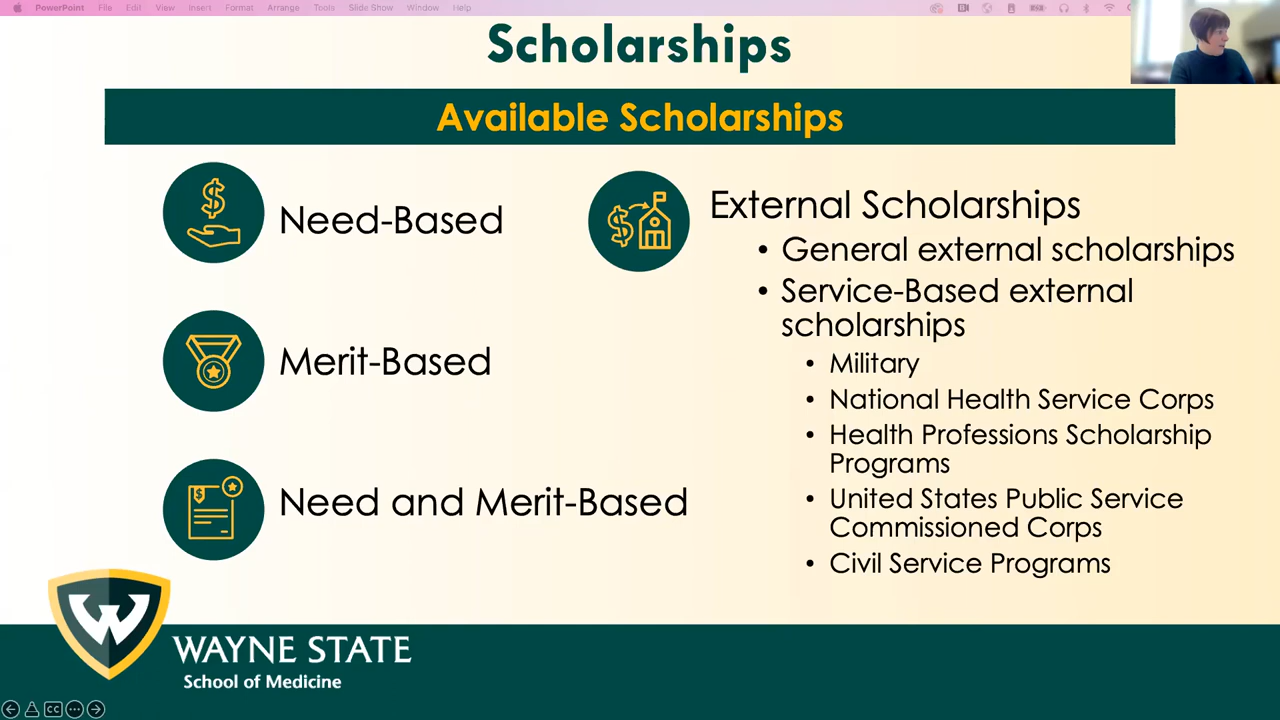 PowerPoint File Edit View Insert Format Arrange Tools Slide Show Window Help
Scholarships
Available Scholarships
Need-Based
Merit-Based
Need and Merit-Based
External Scholarships
• General external scholarships
• Service-Based external
scholarships
• Military
• National Health Service Corps
• Health Professions Scholarship
Programs
• United States Public Service
Commissioned Corps
• Civil Service Programs
W
WAYNE STATE
School of Medicine
CC